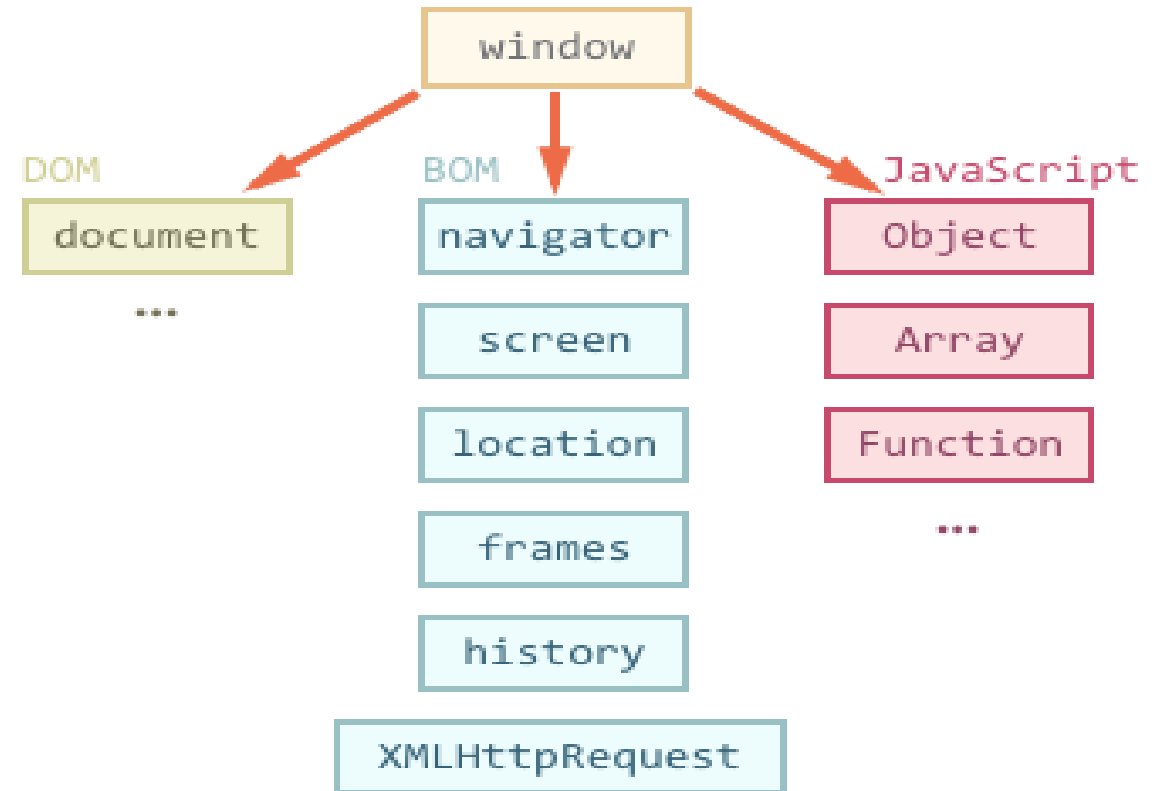 window
DOM
BOM
JavaScript
document
navigator
Object
...
screen
Array
location
Function
frames
...
history
XMLHttpRequest